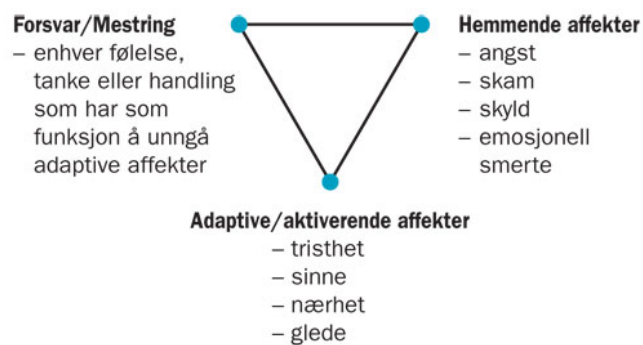 Forsvar/Mestring
– enhver følelse,
tanke eller handling
som har som
funksjon å unngå
adaptive affekter
Hemmende affekter
– angst
– skam
– skyld
– emosjonell
smerte
Adaptive/aktiverende affekter
– tristhet
– sinne
– nærhet
– glede